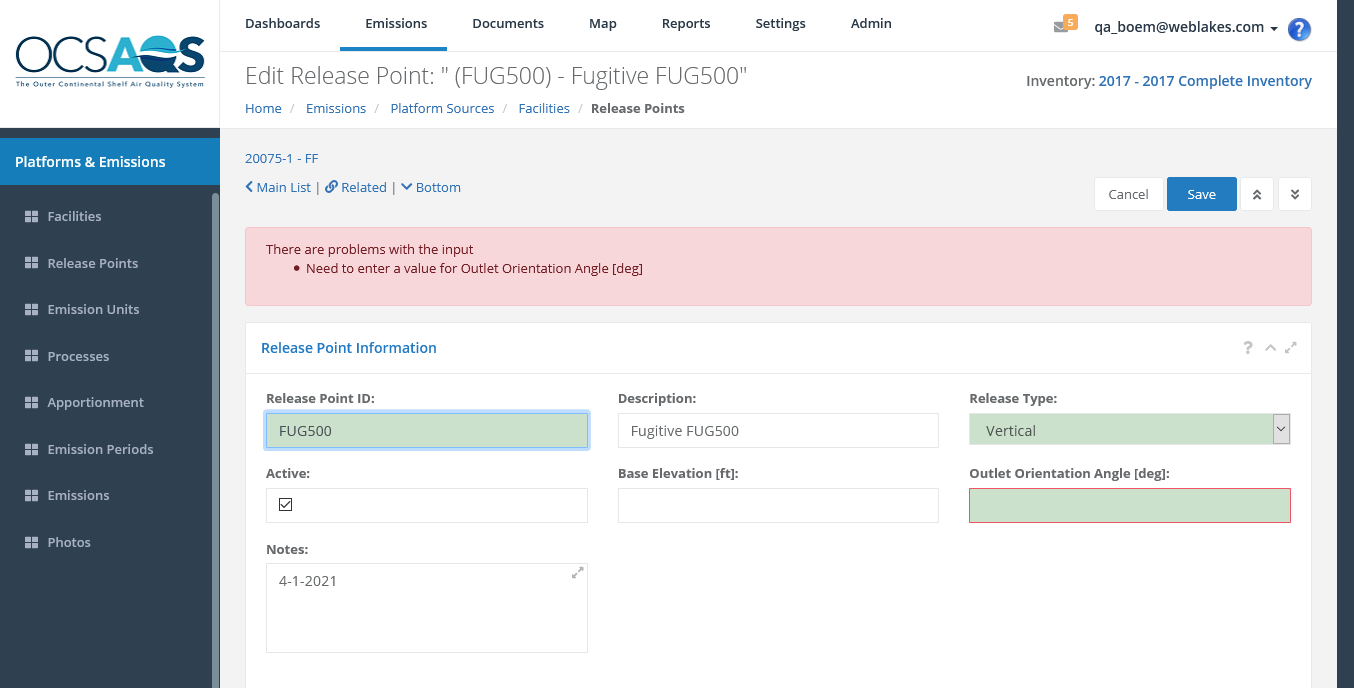 OCSAQS
The Outer Continental Shelf Air Quality System
Dashboards Emissions Documents Map Reports Settings Admin
5 qa_boem@weblakes.com ?
Edit Release Point: " (FUG500) - Fugitive FUG500"
Inventory: 2017 - 2017 Complete Inventory
Home / Emissions / Platform Sources / Facilities / Release Points
Platforms & Emissions
Facilities
Release Points
Emission Units
Processes
Apportionment
Emission Periods
Emissions
Photos
20075-1 - FF
Main List | Related | Bottom
Cancel Save
There are problems with the input
• Need to enter a value for Outlet Orientation Angle [deg]
Release Point Information ?
Release Point ID: Description: Release Type:
FUG500 Fugitive FUG500 Vertical
Active: Base Elevation [ft]: Outlet Orientation Angle [deg]:
Notes:
4-1-2021